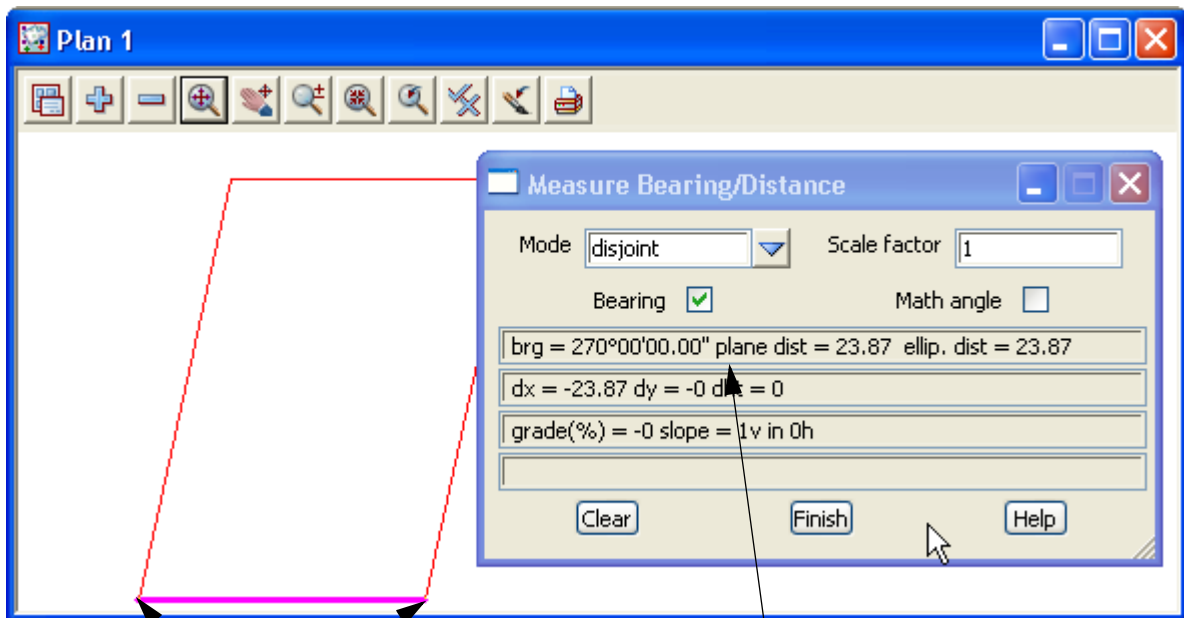 Plan 1
Measure Bearing/Distance
Mode disjoint Scale factor 1
Bearing Math angle
brg = 270°00'00.00" plane dist = 23.87 ellip. dist = 23.87
dx = -23.87 dy = -0 dht = 0
grade(%) = -0 slope = 1v in 0h
Clear Finish Help